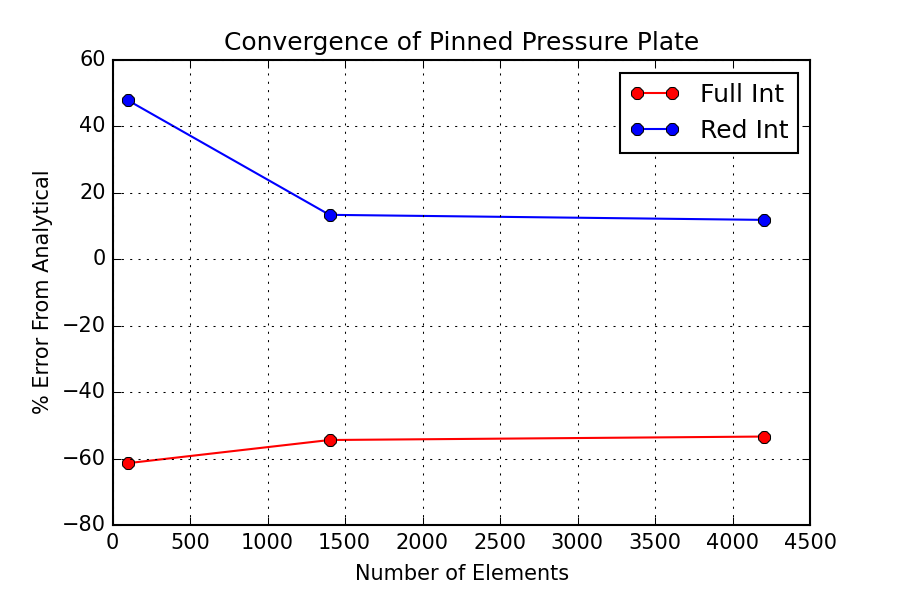 Convergence of Pinned Pressure Plate
Full Int
Red Int
% Error From Analytical
60
40
20
0
−20
−40
−60
−80
0 500 1000 1500 2000 2500 3000 3500 4000 4500
Number of Elements